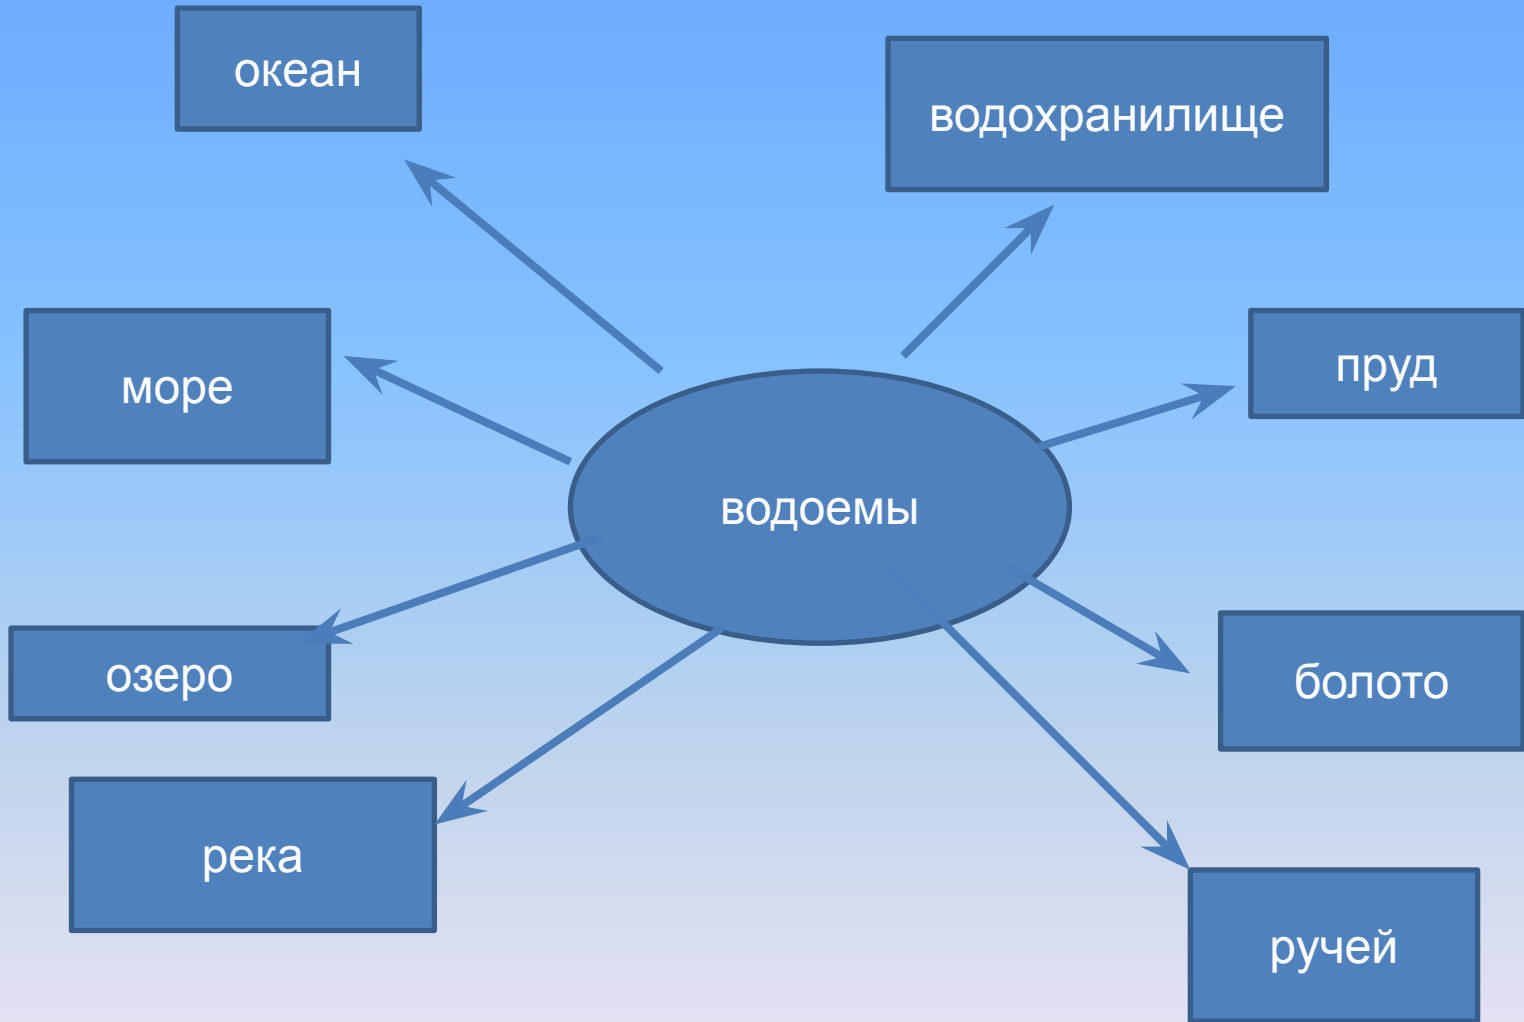 океан
водохранилище
море
пруд
водоемы
озеро
болото
река
ручей